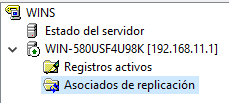 WINS
Estado del servidor
WIN-580USF4U98K [192.168.11.1]
Registros activos
Asociados de replicación